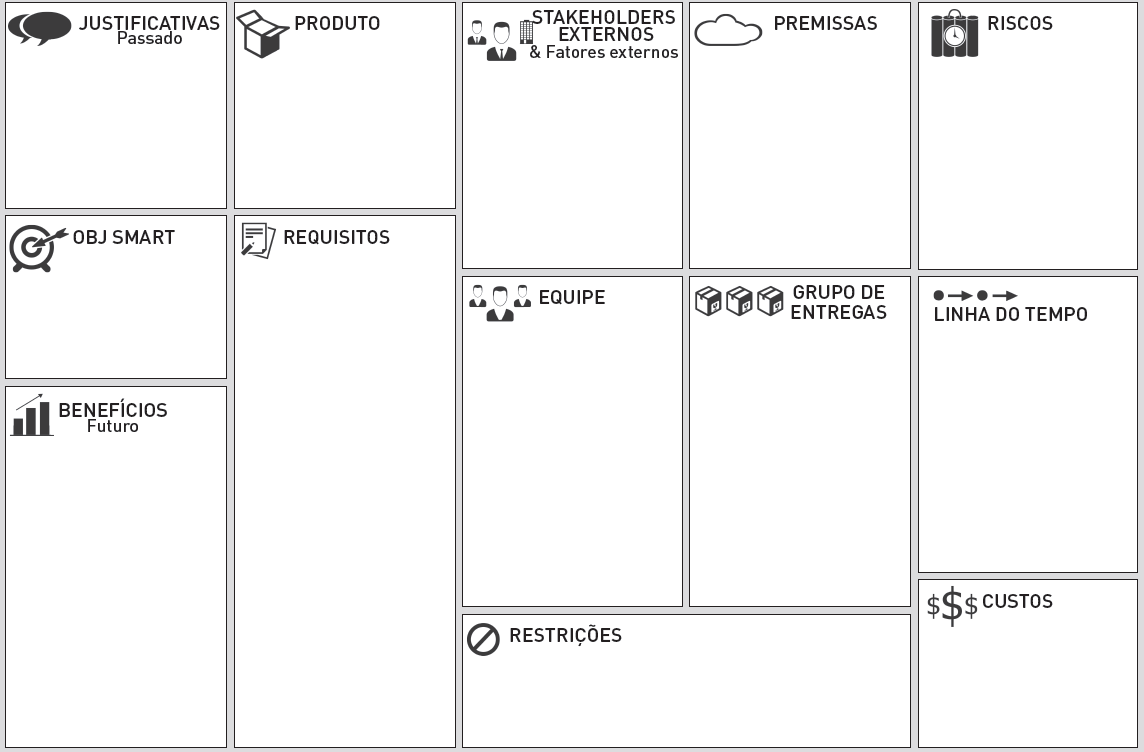 JUSTIFICATIVAS
Passado
PRODUTO
STAKEHOLDERS
EXTERNOS
& Fatores externos
PREMISSAS
RISCOS
OBJ SMART
REQUISITOS
EQUIPE
GRUPO DE
ENTREGAS
LINHA DO TEMPO
BENEFÍCIOS
Futuro
RESTRIÇÕES
$$$ CUSTOS